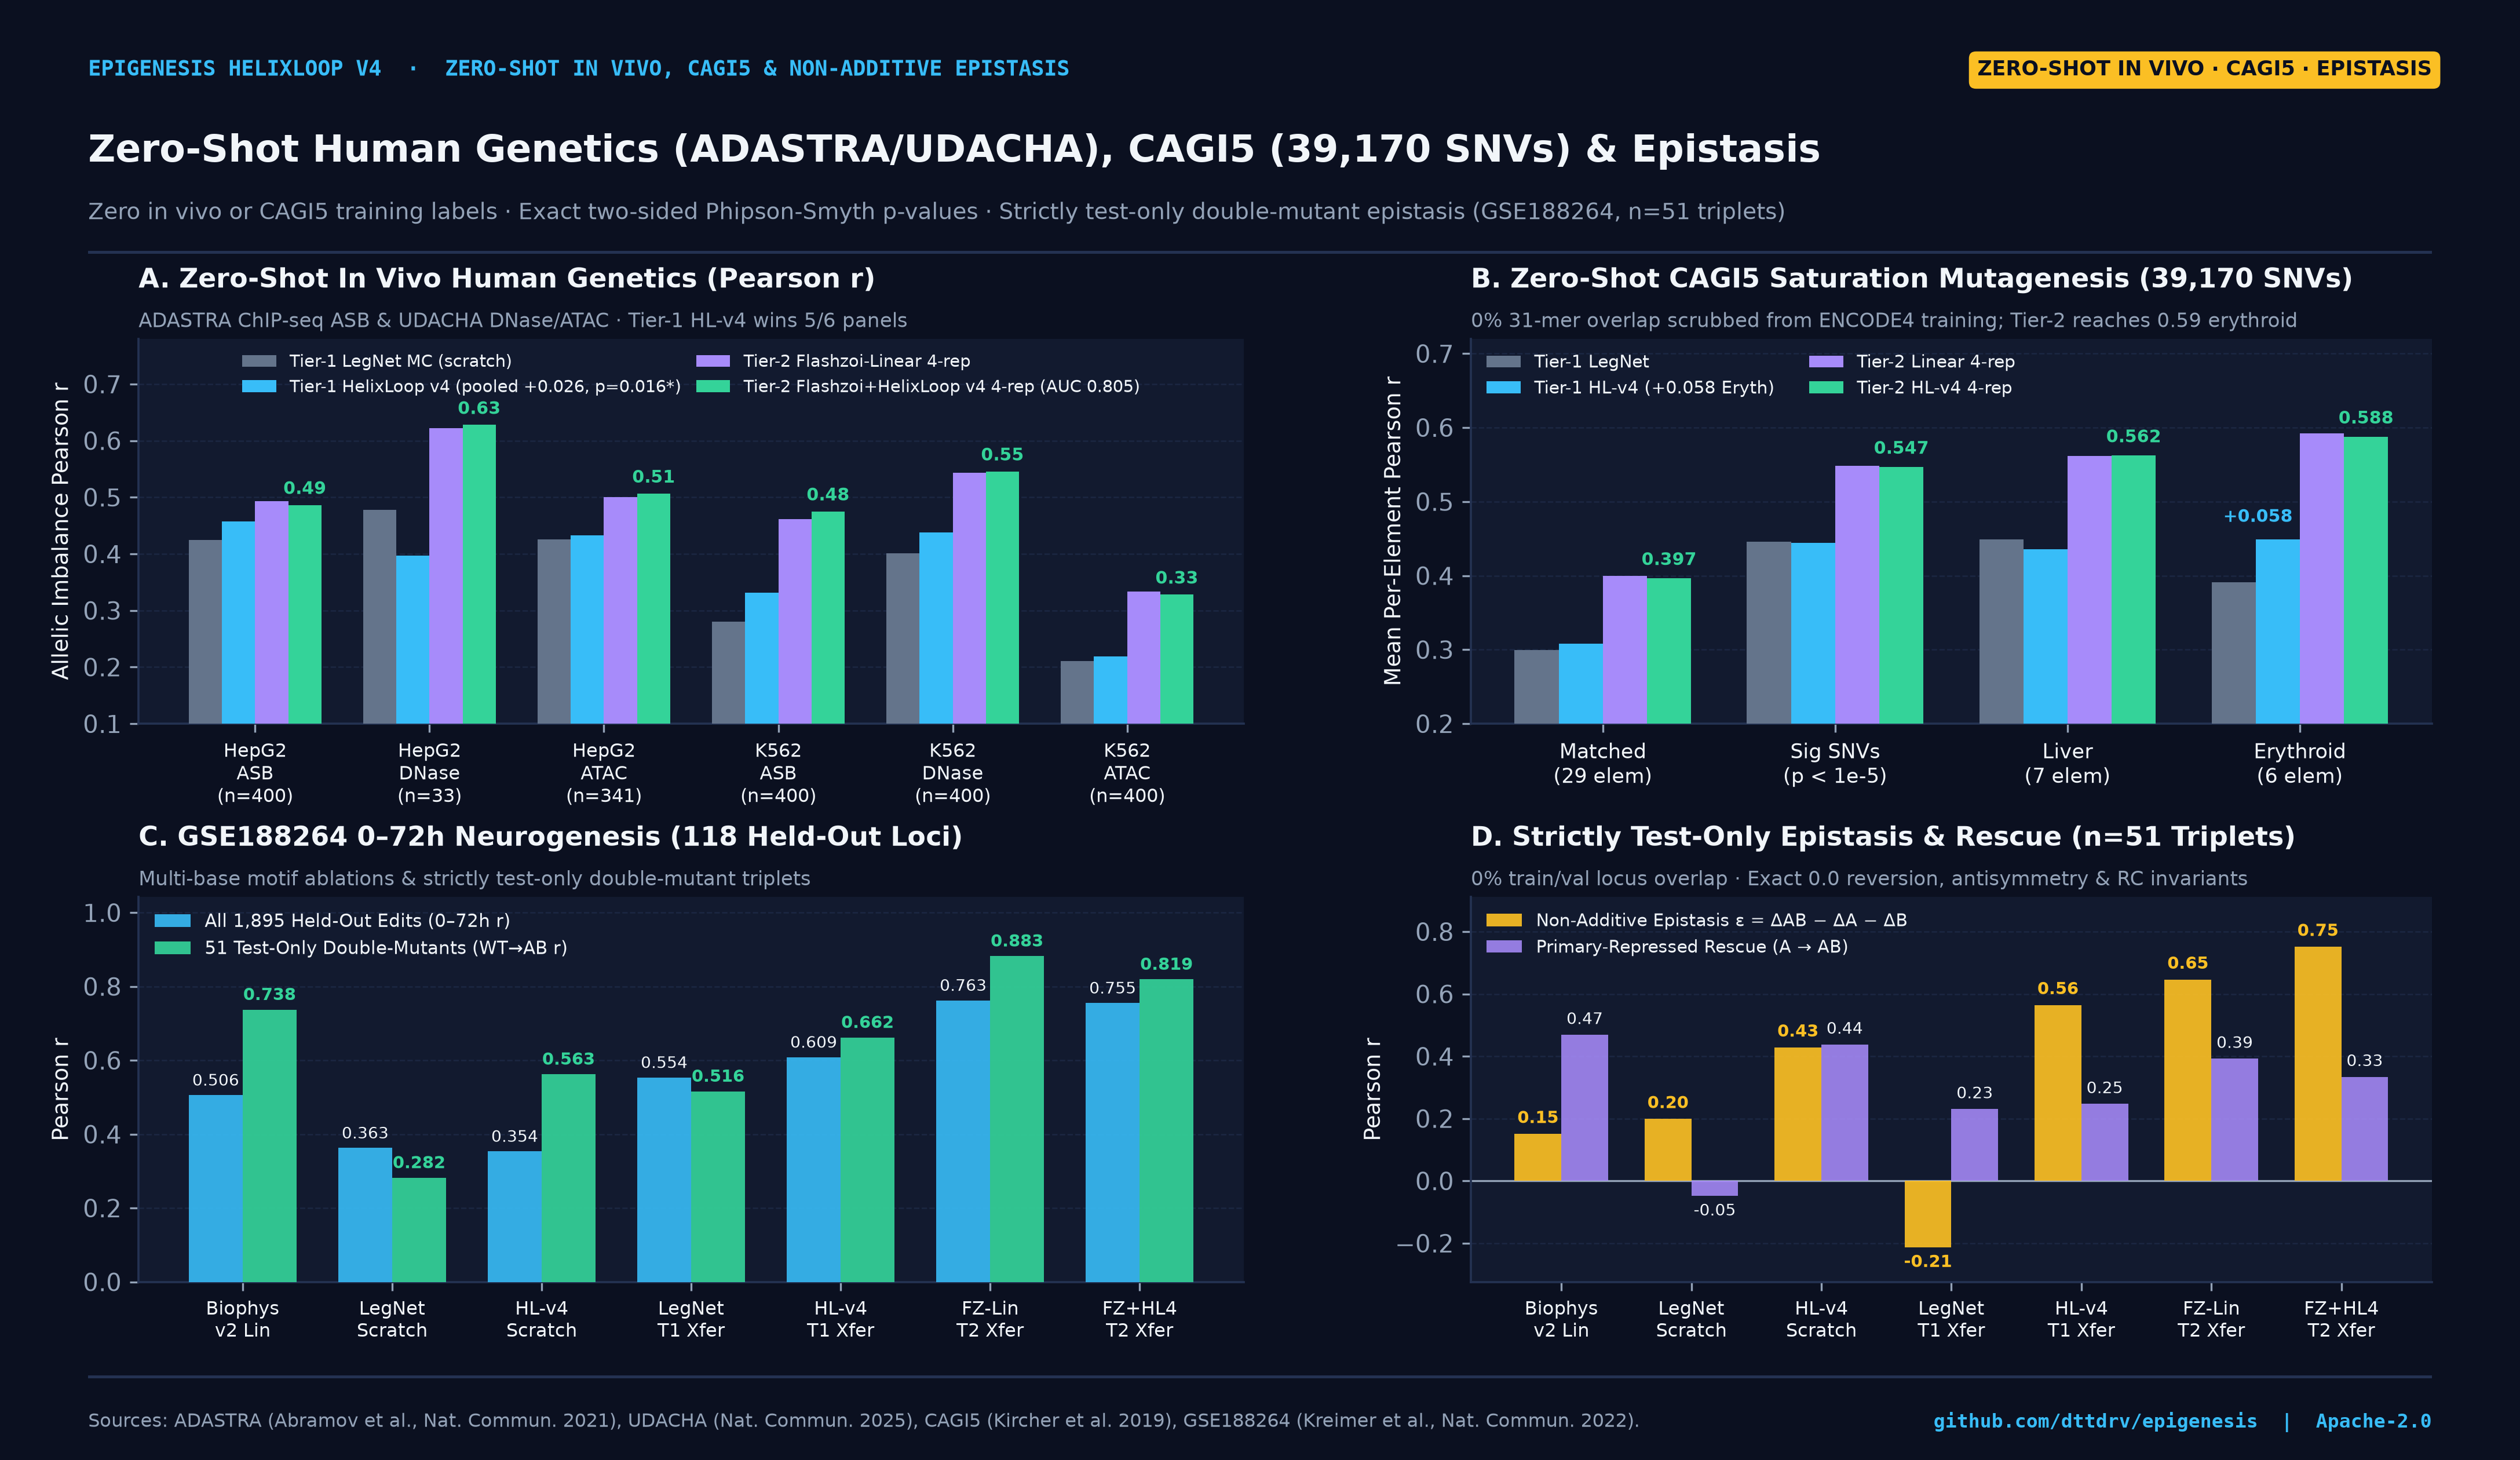 EPIGENESIS HELIXLOOP V4 · ZERO-SHOT IN VIVO, CAGI5 & NON-ADDITIVE EPISTASIS
ZERO-SHOT IN VIVO · CAGI5 · EPISTASIS
Zero-Shot Human Genetics (ADASTRA/UDACHA), CAGI5 (39,170 SNVs) & Epistasis
Zero in vivo or CAGI5 training labels · Exact two-sided Phipson-Smyth p-values · Strictly test-only double-mutant epistasis (GSE188264, n=51 triplets)
A. Zero-Shot In Vivo Human Genetics (Pearson r)
ADASTRA ChIP-seq ASB & UDACHA DNase/ATAC · Tier-1 HL-v4 wins 5/6 panels
Tier-1 LegNet MC (scratch)
Tier-1 HelixLoop v4 (pooled +0.026, p=0.016*)
Tier-2 Flashzoi-Linear 4-rep
Tier-2 Flashzoi+HelixLoop v4 4-rep (AUC 0.805)
Allelic Imbalance Pearson r
0.7
0.6
0.5
0.4
0.3
0.2
0.1
0.49
0.63
0.51
0.48
0.55
0.33
HepG2
ASB
(n=400)
HepG2
DNase
(n=33)
HepG2
ATAC
(n=341)
K562
ASB
(n=400)
K562
DNase
(n=400)
K562
ATAC
(n=400)
B. Zero-Shot CAGI5 Saturation Mutagenesis (39,170 SNVs)
0% 31-mer overlap scrubbed from ENCODE4 training; Tier-2 reaches 0.59 erythroid
Tier-1 LegNet
Tier-1 HL-v4 (+0.058 Eryth)
Tier-2 Linear 4-rep
Tier-2 HL-v4 4-rep
Mean Per-Element Pearson r
0.7
0.6
0.5
0.4
0.3
0.2
0.397
0.547
0.562
+0.058
0.588
Matched
(29 elem)
Sig SNVs
(p < 1e-5)
Liver
(7 elem)
Erythroid
(6 elem)
C. GSE188264 0–72h Neurogenesis (118 Held-Out Loci)
Multi-base motif ablations & strictly test-only double-mutant triplets
All 1,895 Held-Out Edits (0–72h r)
51 Test-Only Double-Mutants (WT→AB r)
Pearson r
1.0
0.8
0.6
0.4
0.2
0.0
0.506
0.738
0.363
0.282
0.354
0.563
0.554
0.516
0.609
0.662
0.763
0.883
0.755
0.819
Biophys
v2 Lin
LegNet
Scratch
HL-v4
Scratch
LegNet
T1 Xfer
HL-v4
T1 Xfer
FZ-Lin
T2 Xfer
FZ+HL4
T2 Xfer
D. Strictly Test-Only Epistasis & Rescue (n=51 Triplets)
0% train/val locus overlap · Exact 0.0 reversion, antisymmetry & RC invariants
Non-Additive Epistasis ε = ΔAB − ΔA − ΔB
Primary-Repressed Rescue (A → AB)
Pearson r
0.8
0.6
0.4
0.2
0.0
−0.2
0.15
0.47
0.20
-0.05
0.43
0.44
-0.21
0.23
0.56
0.25
0.65
0.39
0.75
0.33
Biophys
v2 Lin
LegNet
Scratch
HL-v4
Scratch
LegNet
T1 Xfer
HL-v4
T1 Xfer
FZ-Lin
T2 Xfer
FZ+HL4
T2 Xfer
Sources: ADASTRA (Abramov et al., Nat. Commun. 2021), UDACHA (Nat. Commun. 2025), CAGI5 (Kircher et al. 2019), GSE188264 (Kreimer et al., Nat. Commun. 2022).
github.com/dttdrv/epigenesis | Apache-2.0